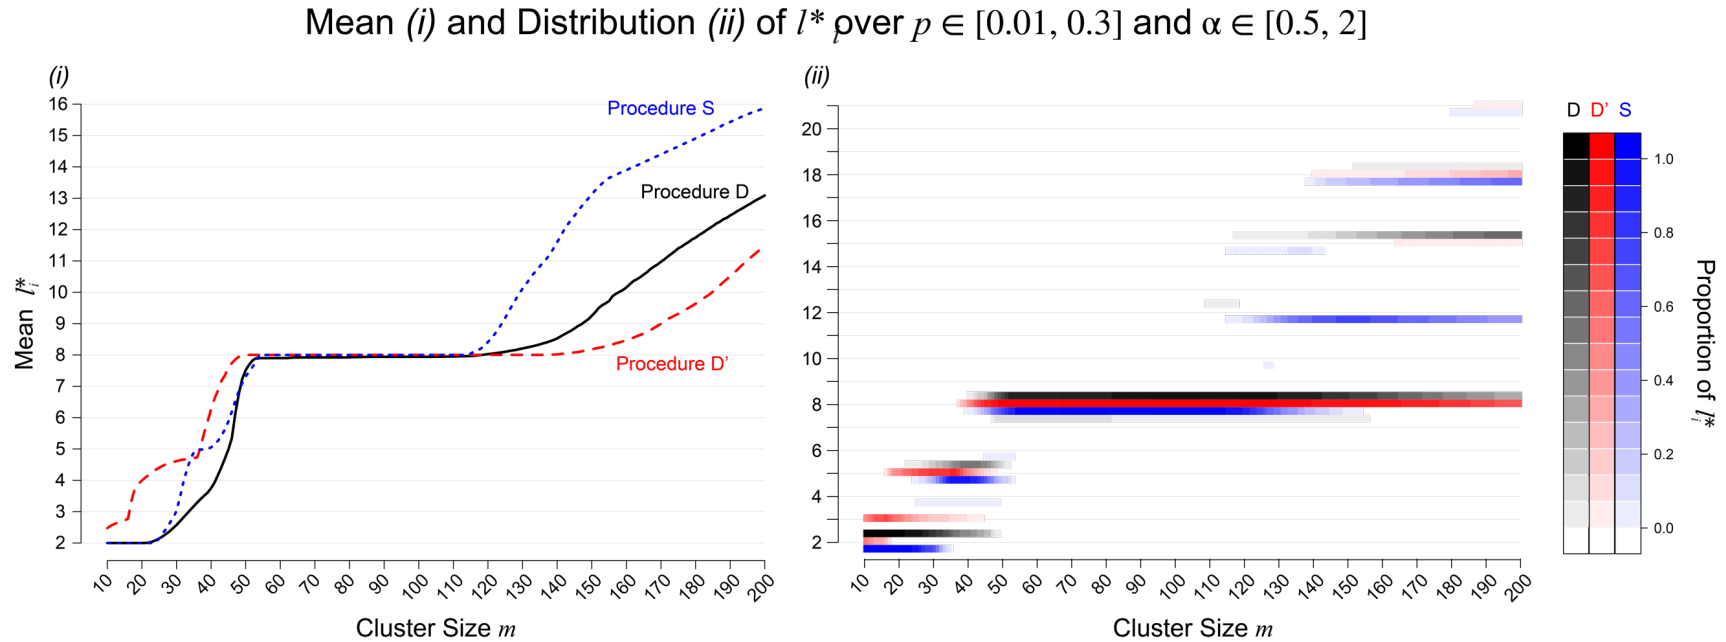 Mean (i) and Distribution (ii) of l*i over p ∈ [0.01, 0.3] and α ∈ [0.5, 2]
(i)
16
15
14
13
12
11
10
9
8
7
6
5
4
3
2
Mean l*i
Procedure S
Procedure D
Procedure D’
10 20 30 40 50 60 70 80 90 100 110 120 130 140 150 160 170 180 190 200
Cluster Size m
(ii)
20
18
16
14
12
10
8
6
4
2
10 20 30 40 50 60 70 80 90 100 110 120 130 140 150 160 170 180 190 200
Cluster Size m
D D’ S
1.0
0.8
0.6
0.4
0.2
0.0
Proportion of l*i